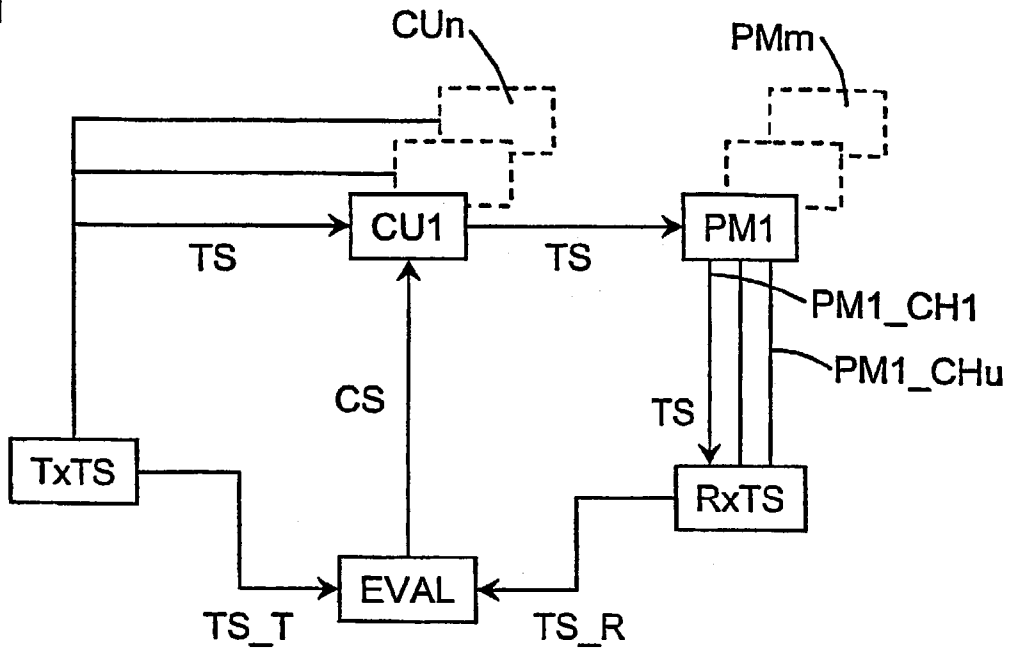 CUn
PMm
CU1
PM1
TS
TS
PM1_CH1
PM1_CHu
CS
TS
TxTS
RxTS
EVAL
TS_T
TS_R